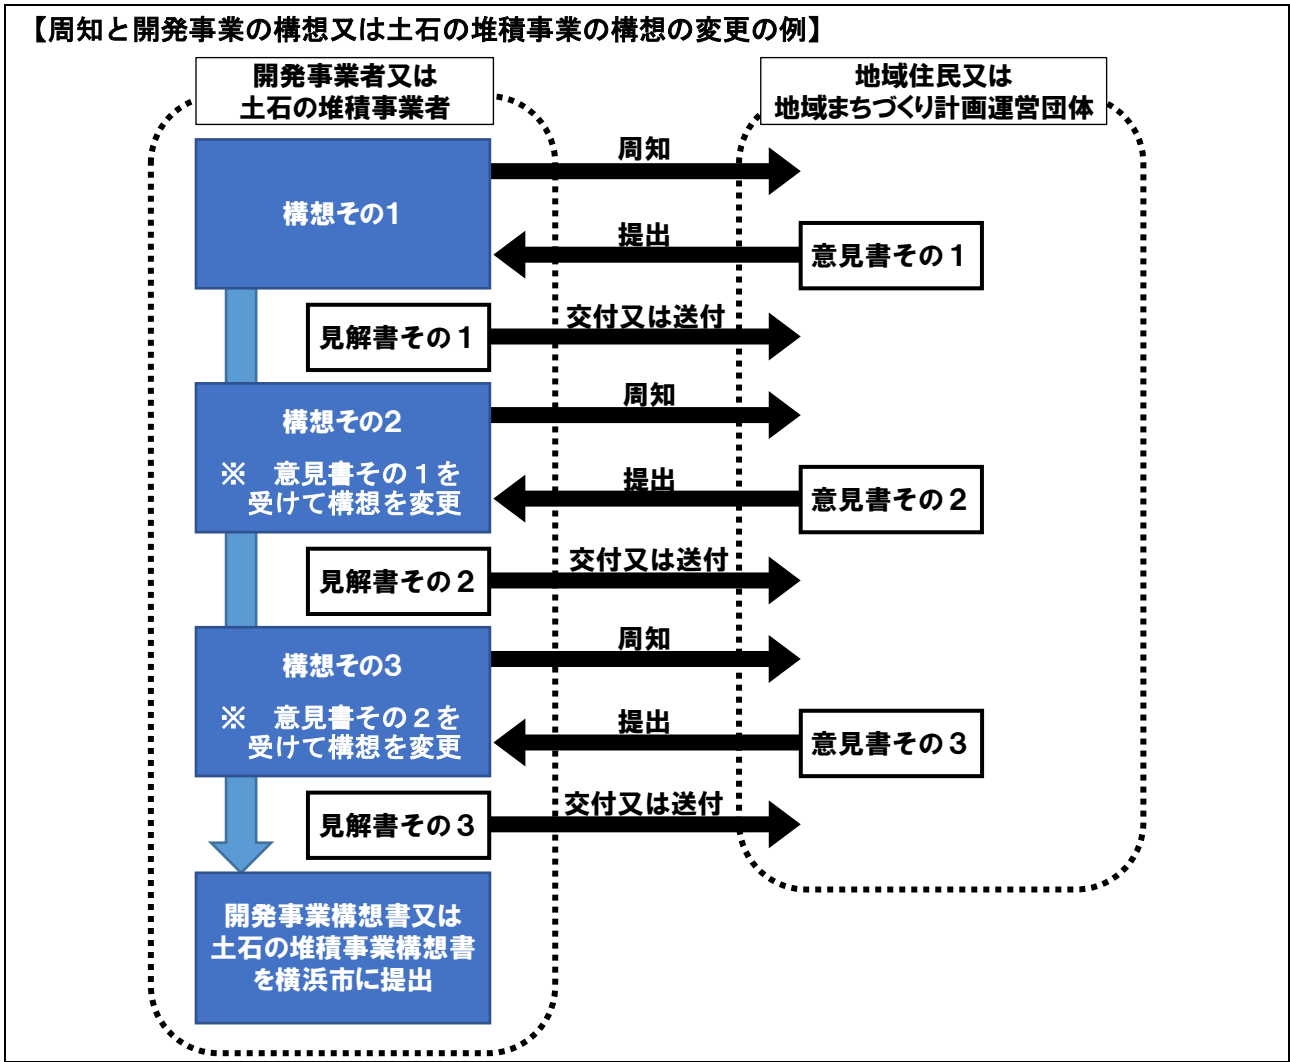 【周知と開発事業の構想又は土石の堆積事業の構想の変更の例】
開発事業者又は
土石の堆積事業者
地域住民又は
地域まちづくり計画運営団体
構想その1
周知
提出
意見書その１
見解書その１
交付又は送付
構想その2
※　意見書その１を
受けて構想を変更
周知
提出
意見書その２
見解書その２
交付又は送付
構想その3
※　意見書その２を
受けて構想を変更
周知
提出
意見書その３
見解書その３
交付又は送付
開発事業構想書又は
土石の堆積事業構想書
を横浜市に提出